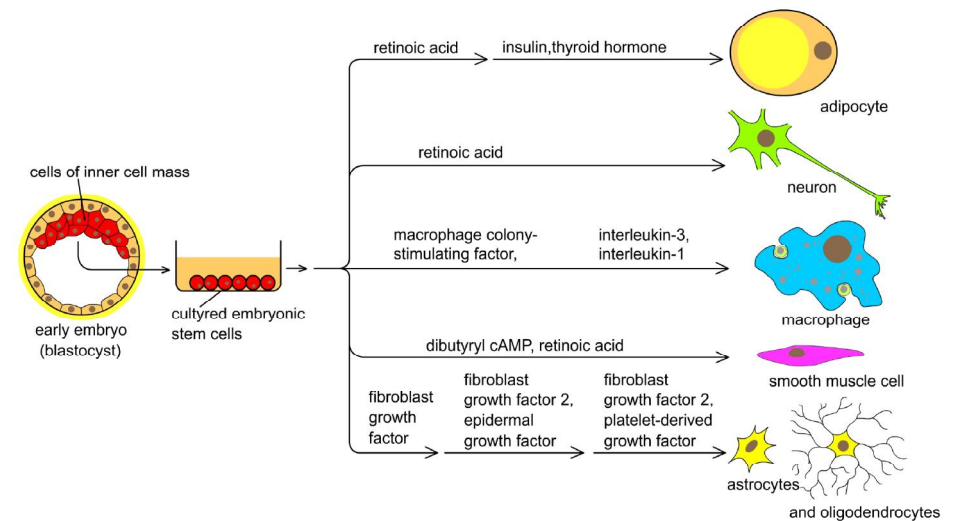 retinoic acid
insulin,thyroid hormone
adipocyte
retinoic acid
neuron
cells of inner cell mass
macrophage colony-
stimulating factor,
interleukin-3,
interleukin-1
macrophage
early embryo
(blastocyst)
cultyred embryonic
stem cells
dibutyryl cAMP, retinoic acid
smooth muscle cell
fibroblast
growth
factor
fibroblast
growth factor 2,
epidermal
growth factor
fibroblast
growth factor 2,
platelet-derived
growth factor
astrocytes
and oligodendrocytes